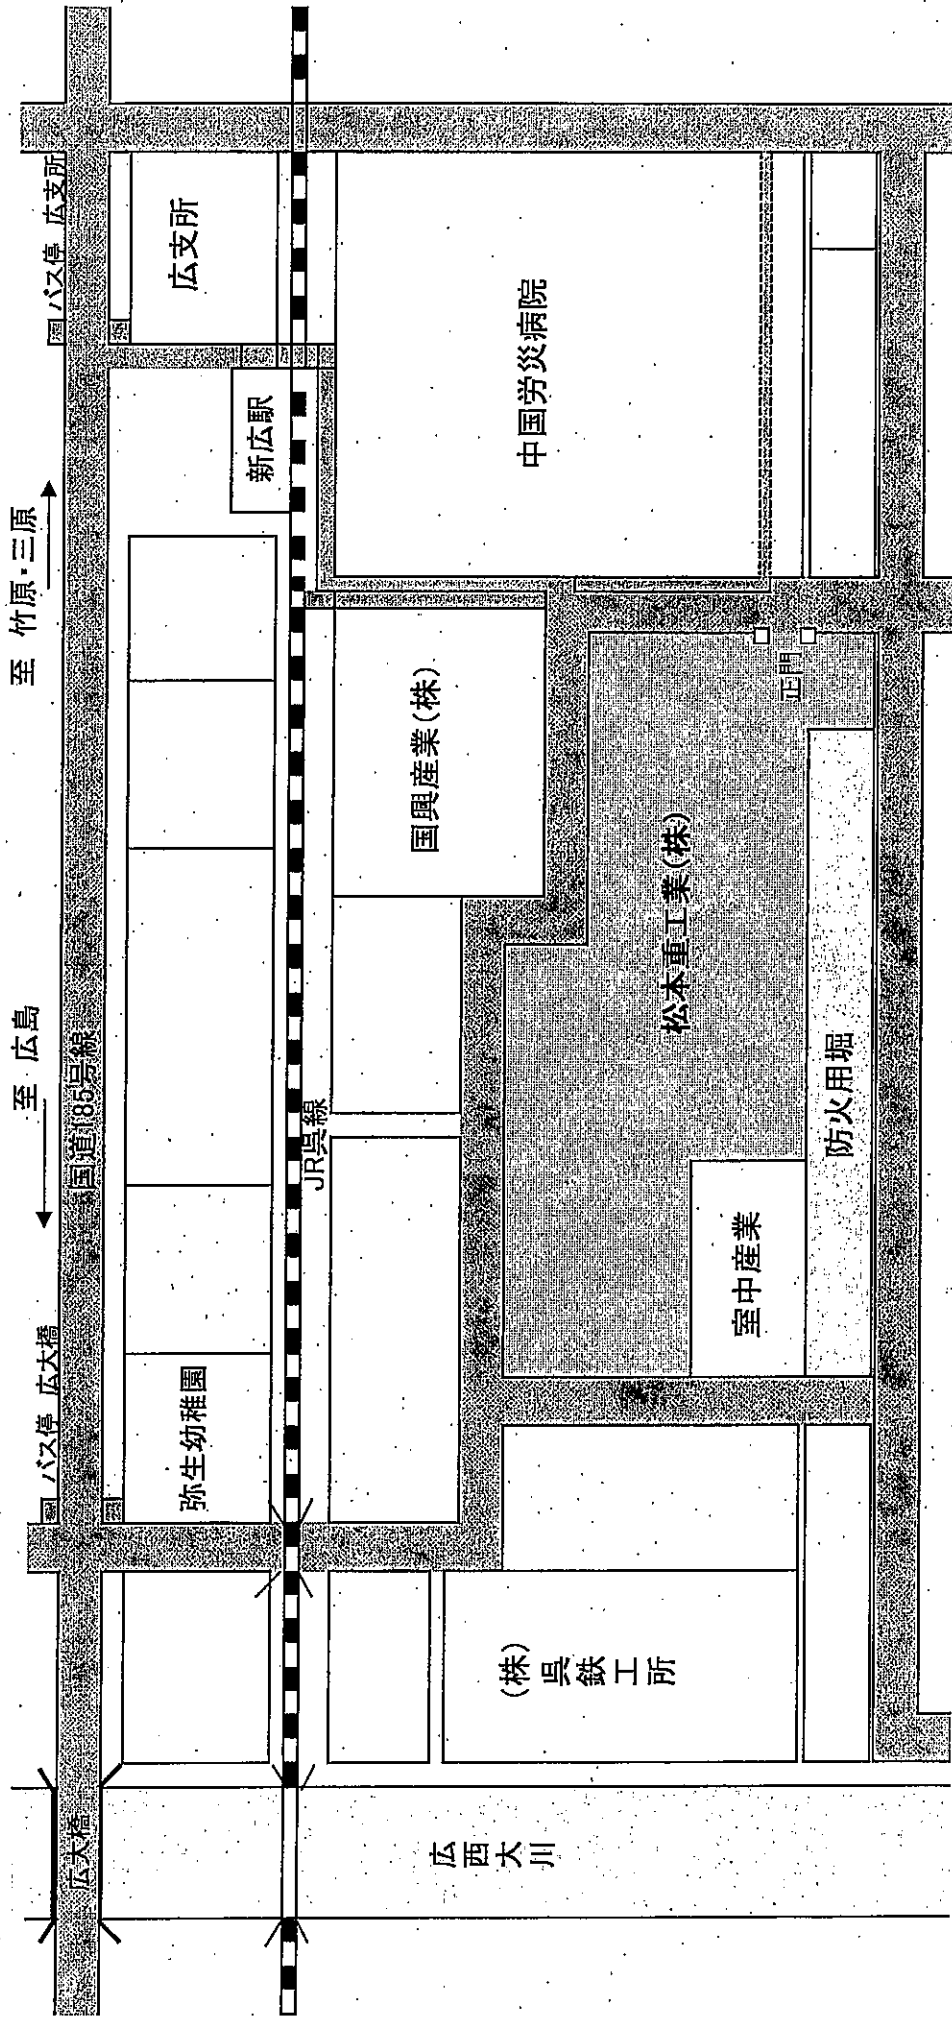 至 広島
至 竹原・三原
バス停 広大橋
バス停 広支所
広大橋
国道185号線
弥生幼稚園
新広駅
広支所
JR呉線
国興産業(株)
中国労災病院
(株)
呉鉄工所
松本重工業(株)
正門
室中産業
防火用堀
広西大川